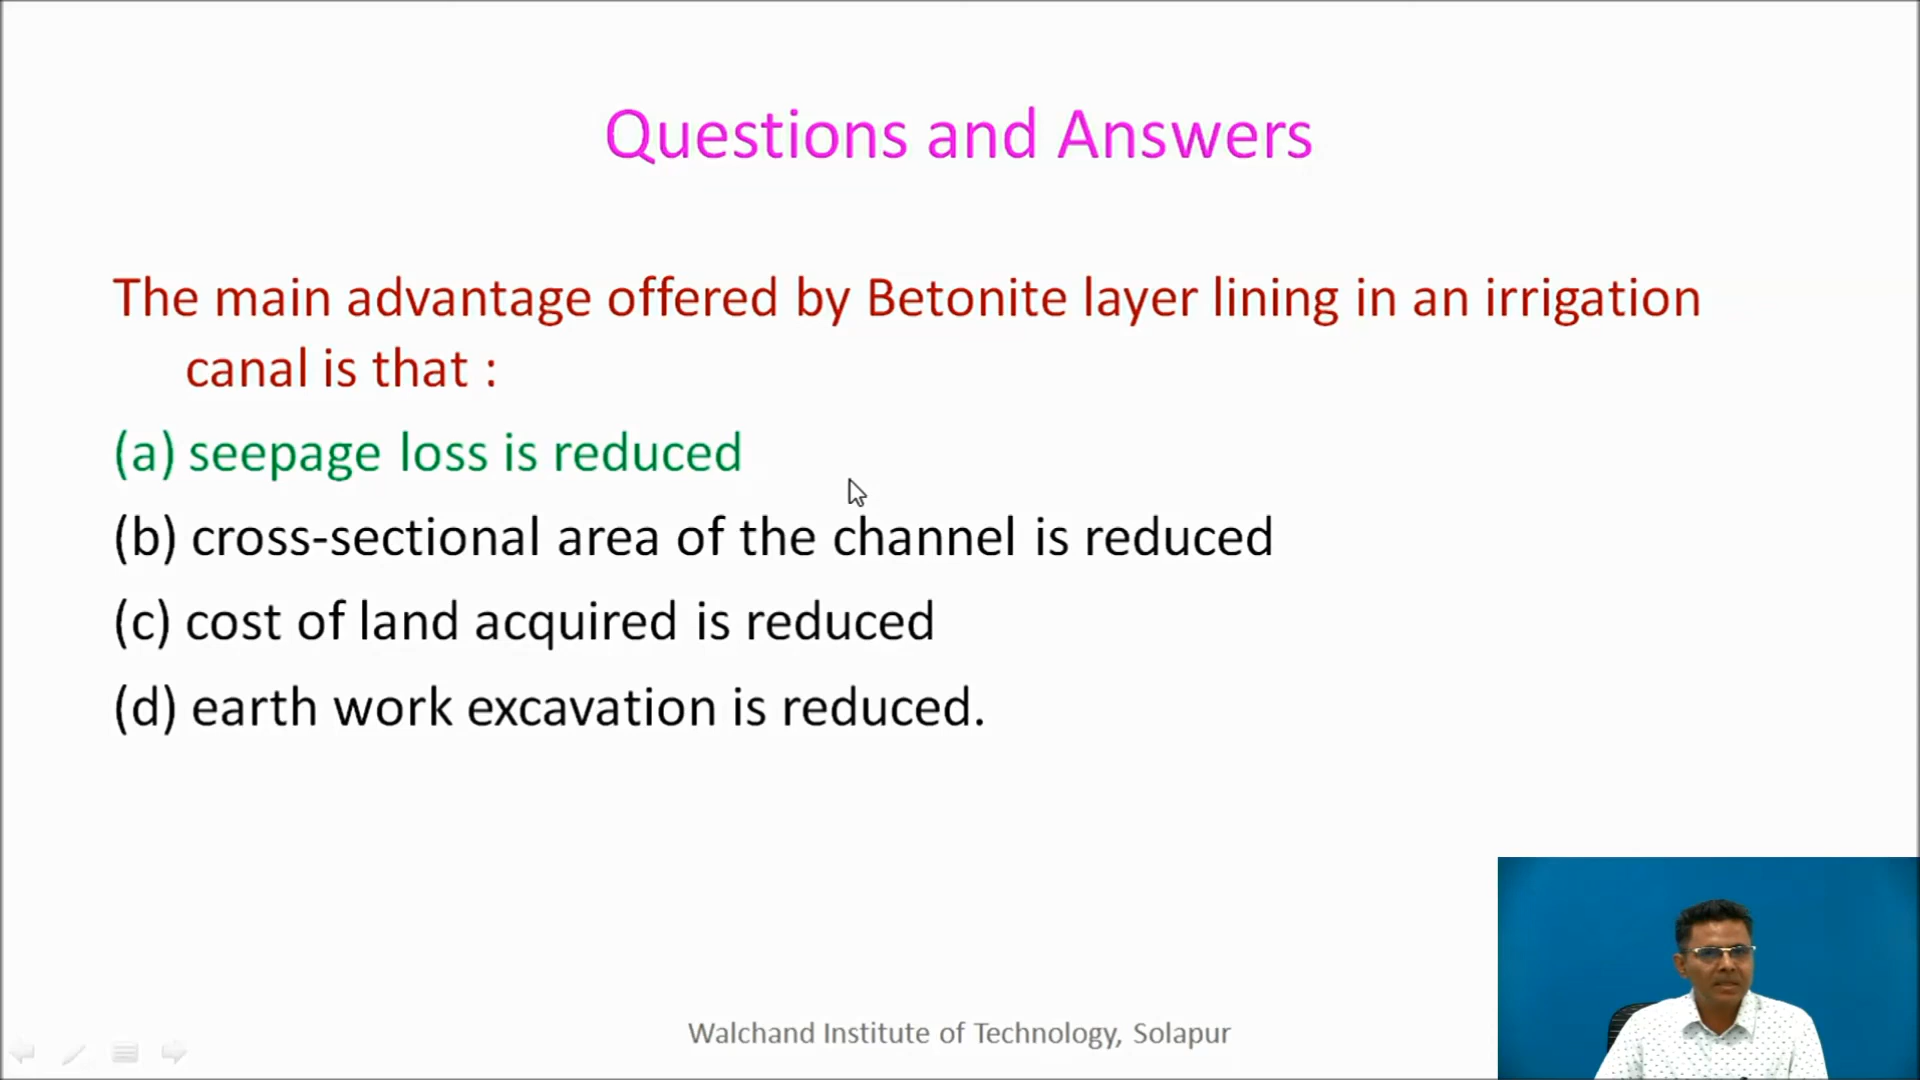 Questions and Answers
The main advantage offered by Betonite layer lining in an irrigation
canal is that :
(a) seepage loss is reduced
(b) cross-sectional area of the channel is reduced
(c) cost of land acquired is reduced
(d) earth work excavation is reduced.
Walchand Institute of Technology, Solapur